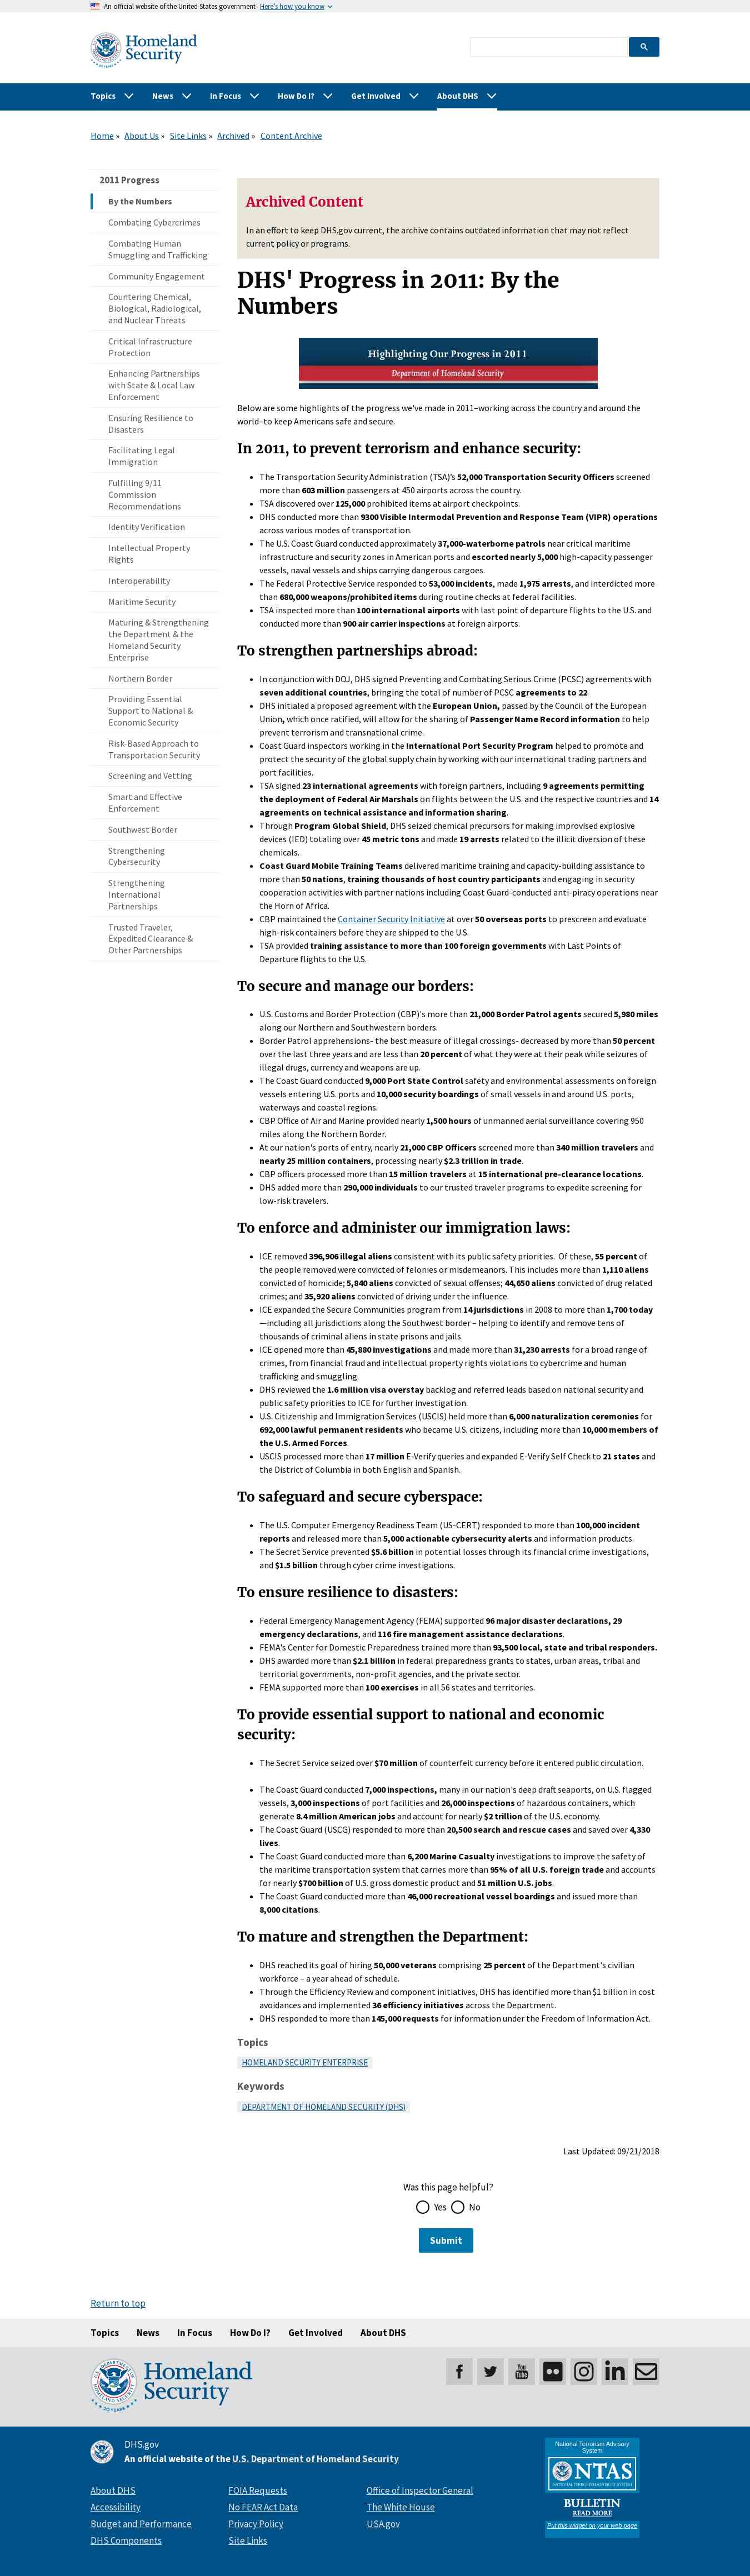 An official website of the United States government Here's how you know
Homeland
Security
Topics News In Focus How Do I? Get Involved About DHS
Home » About Us » Site Links » Archived » Content Archive
2011 Progress
By the Numbers
Combating Cybercrimes
Combating Human
Smuggling and Trafficking
Community Engagement
Countering Chemical,
Biological, Radiological,
and Nuclear Threats
Critical Infrastructure
Protection
Enhancing Partnerships
with State & Local Law
Enforcement
Ensuring Resilience to
Disasters
Facilitating Legal
Immigration
Fulfilling 9/11
Commission
Recommendations
Identity Verification
Intellectual Property
Rights
Interoperability
Maritime Security
Maturing & Strengthening
the Department & the
Homeland Security
Enterprise
Northern Border
Providing Essential
Support to National &
Economic Security
Risk-Based Approach to
Transportation Security
Screening and Vetting
Smart and Effective
Enforcement
Southwest Border
Strengthening
Cybersecurity
Strengthening
International
Partnerships
Trusted Traveler,
Expedited Clearance &
Other Partnerships
Archived Content
In an effort to keep DHS.gov current, the archive contains outdated information that may not reflect
current policy or programs.
DHS' Progress in 2011: By the
Numbers
Highlighting Our Progress in 2011
Department of Homeland Security
Below are some highlights of the progress we've made in 2011–working across the country and around the
world–to keep Americans safe and secure.
In 2011, to prevent terrorism and enhance security:
• The Transportation Security Administration (TSA)’s 52,000 Transportation Security Officers screened
more than 603 million passengers at 450 airports across the country.
• TSA discovered over 125,000 prohibited items at airport checkpoints.
• DHS conducted more than 9300 Visible Intermodal Prevention and Response Team (VIPR) operations
across various modes of transportation.
• The U.S. Coast Guard conducted approximately 37,000-waterborne patrols near critical maritime
infrastructure and security zones in American ports and escorted nearly 5,000 high-capacity passenger
vessels, naval vessels and ships carrying dangerous cargoes.
• The Federal Protective Service responded to 53,000 incidents, made 1,975 arrests, and interdicted more
than 680,000 weapons/prohibited items during routine checks at federal facilities.
• TSA inspected more than 100 international airports with last point of departure flights to the U.S. and
conducted more than 900 air carrier inspections at foreign airports.
To strengthen partnerships abroad:
• In conjunction with DOJ, DHS signed Preventing and Combating Serious Crime (PCSC) agreements with
seven additional countries, bringing the total of number of PCSC agreements to 22.
• DHS initialed a proposed agreement with the European Union, passed by the Council of the European
Union, which once ratified, will allow for the sharing of Passenger Name Record information to help
prevent terrorism and transnational crime.
• Coast Guard inspectors working in the International Port Security Program helped to promote and
protect the security of the global supply chain by working with our international trading partners and
port facilities.
• TSA signed 23 international agreements with foreign partners, including 9 agreements permitting
the deployment of Federal Air Marshals on flights between the U.S. and the respective countries and 14
agreements on technical assistance and information sharing.
• Through Program Global Shield, DHS seized chemical precursors for making improvised explosive
devices (IED) totaling over 45 metric tons and made 19 arrests related to the illicit diversion of these
chemicals.
• Coast Guard Mobile Training Teams delivered maritime training and capacity-building assistance to
more than 50 nations, training thousands of host country participants and engaging in security
cooperation activities with partner nations including Coast Guard-conducted anti-piracy operations near
the Horn of Africa.
• CBP maintained the Container Security Initiative at over 50 overseas ports to prescreen and evaluate
high-risk containers before they are shipped to the U.S.
• TSA provided training assistance to more than 100 foreign governments with Last Points of
Departure flights to the U.S.
To secure and manage our borders:
• U.S. Customs and Border Protection (CBP)'s more than 21,000 Border Patrol agents secured 5,980 miles
along our Northern and Southwestern borders.
• Border Patrol apprehensions- the best measure of illegal crossings- decreased by more than 50 percent
over the last three years and are less than 20 percent of what they were at their peak while seizures of
illegal drugs, currency and weapons are up.
• The Coast Guard conducted 9,000 Port State Control safety and environmental assessments on foreign
vessels entering U.S. ports and 10,000 security boardings of small vessels in and around U.S. ports,
waterways and coastal regions.
• CBP Office of Air and Marine provided nearly 1,500 hours of unmanned aerial surveillance covering 950
miles along the Northern Border.
• At our nation's ports of entry, nearly 21,000 CBP Officers screened more than 340 million travelers and
nearly 25 million containers, processing nearly $2.3 trillion in trade.
• CBP officers processed more than 15 million travelers at 15 international pre-clearance locations.
• DHS added more than 290,000 individuals to our trusted traveler programs to expedite screening for
low-risk travelers.
To enforce and administer our immigration laws:
• ICE removed 396,906 illegal aliens consistent with its public safety priorities. Of these, 55 percent of
the people removed were convicted of felonies or misdemeanors. This includes more than 1,110 aliens
convicted of homicide; 5,840 aliens convicted of sexual offenses; 44,650 aliens convicted of drug related
crimes; and 35,920 aliens convicted of driving under the influence.
• ICE expanded the Secure Communities program from 14 jurisdictions in 2008 to more than 1,700 today
—including all jurisdictions along the Southwest border – helping to identify and remove tens of
thousands of criminal aliens in state prisons and jails.
• ICE opened more than 45,880 investigations and made more than 31,230 arrests for a broad range of
crimes, from financial fraud and intellectual property rights violations to cybercrime and human
trafficking and smuggling.
• DHS reviewed the 1.6 million visa overstay backlog and referred leads based on national security and
public safety priorities to ICE for further investigation.
• U.S. Citizenship and Immigration Services (USCIS) held more than 6,000 naturalization ceremonies for
692,000 lawful permanent residents who became U.S. citizens, including more than 10,000 members of
the U.S. Armed Forces.
• USCIS processed more than 17 million E-Verify queries and expanded E-Verify Self Check to 21 states and
the District of Columbia in both English and Spanish.
To safeguard and secure cyberspace:
• The U.S. Computer Emergency Readiness Team (US-CERT) responded to more than 100,000 incident
reports and released more than 5,000 actionable cybersecurity alerts and information products.
• The Secret Service prevented $5.6 billion in potential losses through its financial crime investigations,
and $1.5 billion through cyber crime investigations.
To ensure resilience to disasters:
• Federal Emergency Management Agency (FEMA) supported 96 major disaster declarations, 29
emergency declarations, and 116 fire management assistance declarations.
• FEMA's Center for Domestic Preparedness trained more than 93,500 local, state and tribal responders.
• DHS awarded more than $2.1 billion in federal preparedness grants to states, urban areas, tribal and
territorial governments, non-profit agencies, and the private sector.
• FEMA supported more than 100 exercises in all 56 states and territories.
To provide essential support to national and economic
security:
• The Secret Service seized over $70 million of counterfeit currency before it entered public circulation.
• The Coast Guard conducted 7,000 inspections, many in our nation's deep draft seaports, on U.S. flagged
vessels, 3,000 inspections of port facilities and 26,000 inspections of hazardous containers, which
generate 8.4 million American jobs and account for nearly $2 trillion of the U.S. economy.
• The Coast Guard (USCG) responded to more than 20,500 search and rescue cases and saved over 4,330
lives.
• The Coast Guard conducted more than 6,200 Marine Casualty investigations to improve the safety of
the maritime transportation system that carries more than 95% of all U.S. foreign trade and accounts
for nearly $700 billion of U.S. gross domestic product and 51 million U.S. jobs.
• The Coast Guard conducted more than 46,000 recreational vessel boardings and issued more than
8,000 citations.
To mature and strengthen the Department:
• DHS reached its goal of hiring 50,000 veterans comprising 25 percent of the Department's civilian
workforce – a year ahead of schedule.
• Through the Efficiency Review and component initiatives, DHS has identified more than $1 billion in cost
avoidances and implemented 36 efficiency initiatives across the Department.
• DHS responded to more than 145,000 requests for information under the Freedom of Information Act.
Topics
HOMELAND SECURITY ENTERPRISE
Keywords
DEPARTMENT OF HOMELAND SECURITY (DHS)
Last Updated: 09/21/2018
Was this page helpful?
Yes No
Submit
Return to top
Topics News In Focus How Do I? Get Involved About DHS
Homeland
Security
You
Tube
DHS.gov
An official website of the U.S. Department of Homeland Security
About DHS
Accessibility
Budget and Performance
DHS Components
FOIA Requests
No FEAR Act Data
Privacy Policy
Site Links
Office of Inspector General
The White House
USA.gov
National Terrorism Advisory
System
NTAS
NATIONAL TERRORISM ADVISORY SYSTEM
BULLETIN
READ MORE
Put this widget on your web page